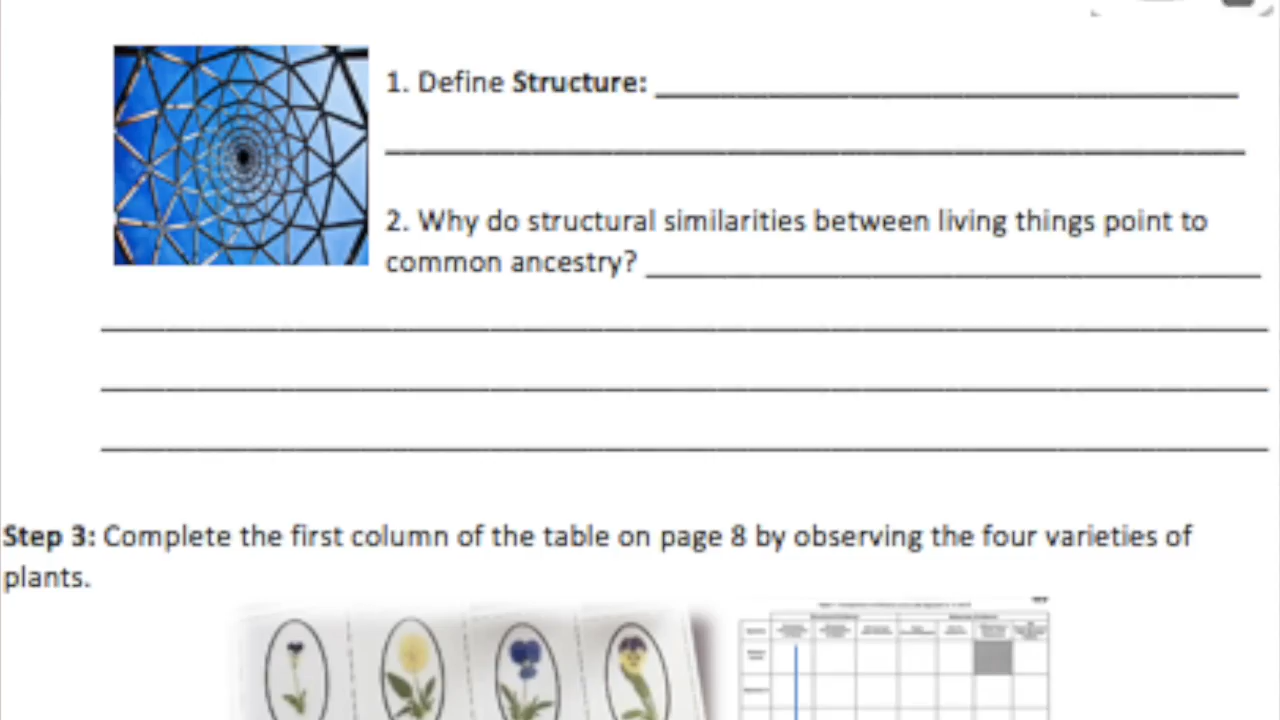 1. Define Structure:
2. Why do structural similarities between living things point to
common ancestry?
Step 3: Complete the first column of the table on page 8 by observing the four varieties of
plants.